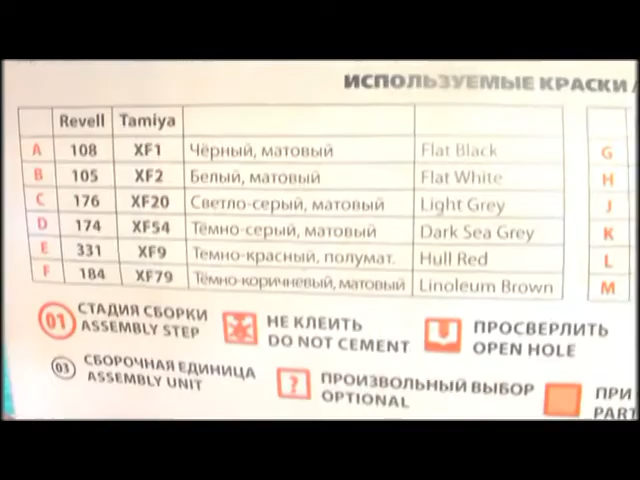 ИСПОЛЬЗУЕМЫЕ КРАСКИ /
Revell Tamiya
A 108 XF1 Чёрный, матовый Flat Black G
B 105 XF2 Белый, матовый Flat White H
C 176 XF20 Светло-серый, матовый Light Grey J
D 174 XF54 Тёмно-серый, матовый Dark Sea Grey K
E 331 XF9 Темно-красный, полумат. Hull Red L
F 184 XF79 Тёмно-коричневый, матовый Linoleum Brown M
01 СТАДИЯ СБОРКИ
ASSEMBLY STEP
НЕ КЛЕИТЬ
DO NOT CEMENT
ПРОСВЕРЛИТЬ
OPEN HOLE
03 СБОРОЧНАЯ ЕДИНИЦА
ASSEMBLY UNIT
? ПРОИЗВОЛЬНЫЙ ВЫБОР
OPTIONAL
ПРИ
PART